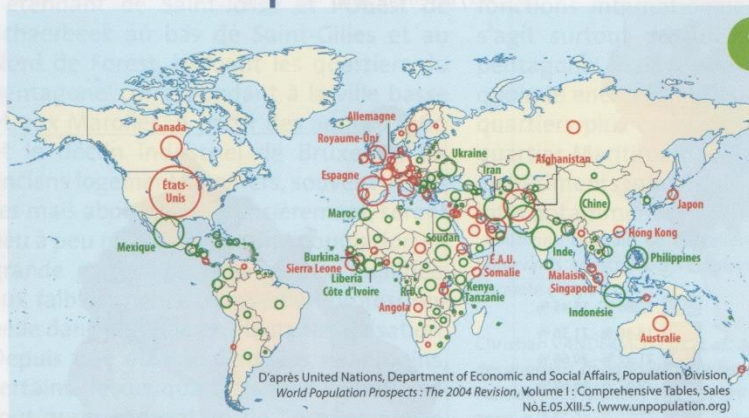 Canada
États-
Unis
Mexique
Allemagne
Royaume-Uni
Espagne
Maroc
Burkina
Sierra Leone
Liberia
Côte d'Ivoire
Ukraine
Afghanistan
Iran
Soudan
É.A.U.
Somalie
Kenya
Tanzanie
Angola
Chine
Inde
Japon
Hong Kong
Philippines
Malaisie
Singapour
Indonésie
Australie
D'après United Nations, Department of Economic and Social Affairs, Population Division,
World Population Prospects : The 2004 Revision, Volume I : Comprehensive Tables, Sales
No.E.05.XIII.5. (www.unpopulation.org)